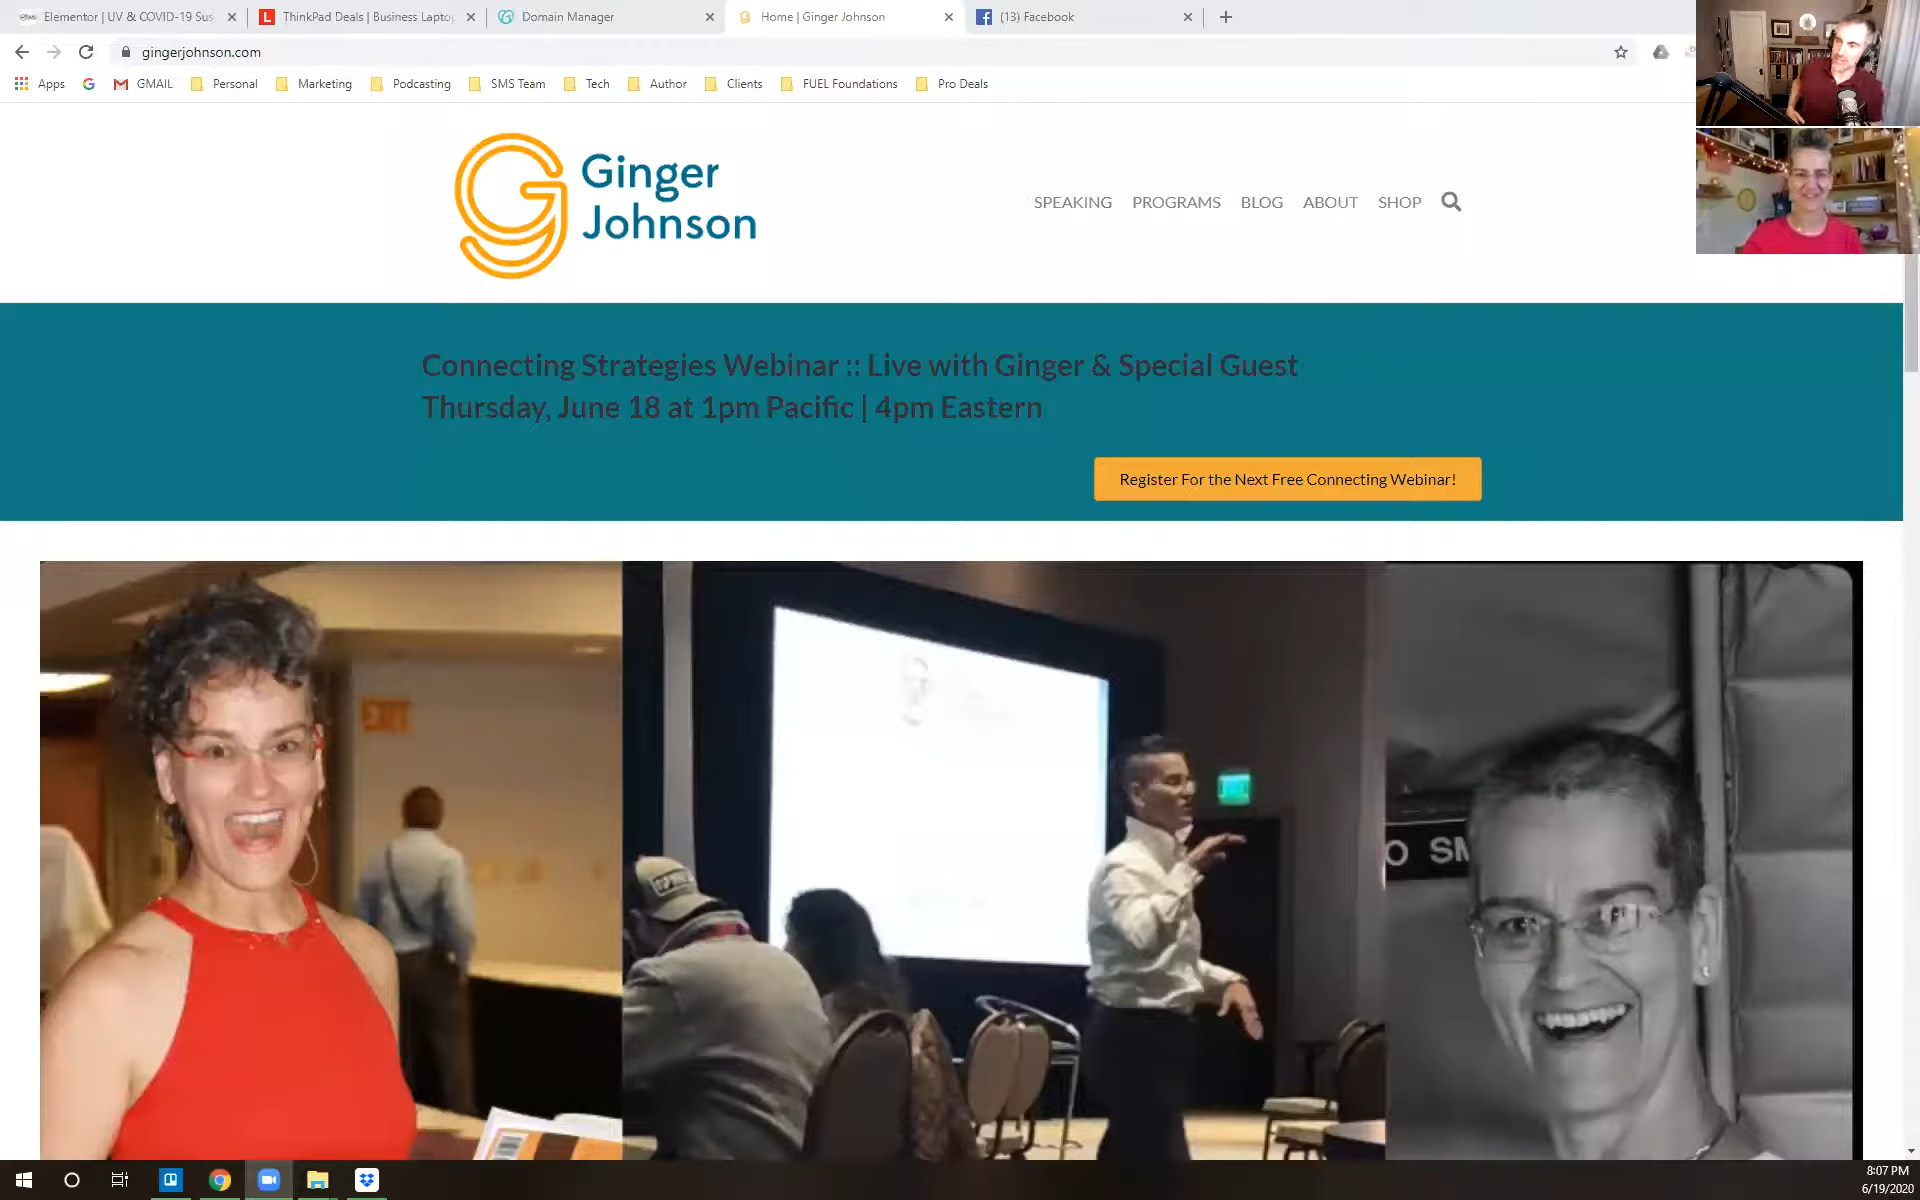 Elementor | UV & COVID-19 Sus
ThinkPad Deals | Business Lapto
Domain Manager
Home | Ginger Johnson
(13) Facebook
gingerjohnson.com
Apps
GMAIL
Personal
Marketing
Podcasting
SMS Team
Tech
Author
Clients
FUEL Foundations
Pro Deals
Ginger
Johnson
SPEAKING PROGRAMS BLOG ABOUT SHOP
Connecting Strategies Webinar :: Live with Ginger & Special Guest
Thursday, June 18 at 1pm Pacific | 4pm Eastern
Register For the Next Free Connecting Webinar!
EXIT
O SM
8:07 PM
6/19/2020